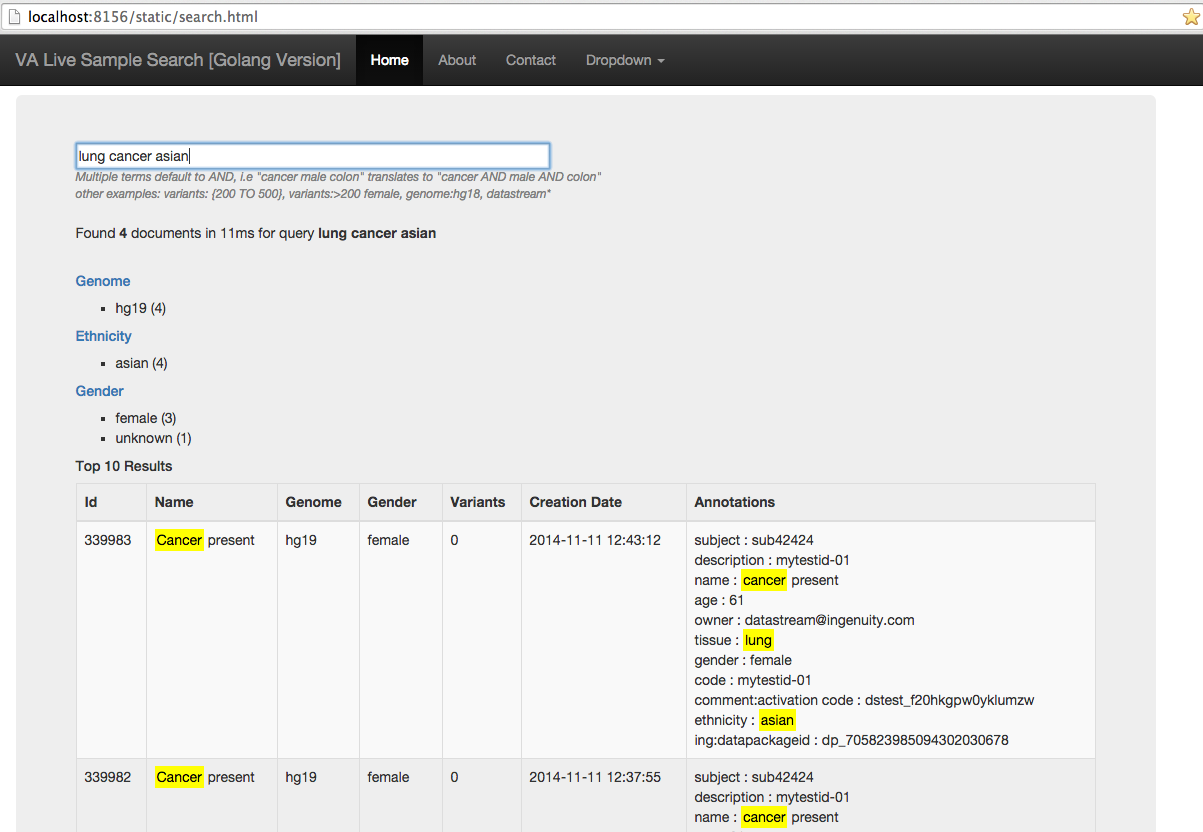 localhost:8156/static/search.html
VA Live Sample Search [Golang Version] Home About Contact Dropdown
lung cancer asian
Multiple terms default to AND, i.e "cancer male colon" translates to "cancer AND male AND colon"
other examples: variants: {200 TO 500}, variants:>200 female, genome:hg18, datastream*
Found 4 documents in 11ms for query lung cancer asian
Genome
hg19 (4)
Ethnicity
asian (4)
Gender
female (3)
unknown (1)
Top 10 Results
Id Name Genome Gender Variants Creation Date Annotations
339983 Cancer present hg19 female 0 2014-11-11 12:43:12 subject : sub42424
description : mytestid-01
name : cancer present
age : 61
owner : datastream@ingenuity.com
tissue : lung
gender : female
code : mytestid-01
comment:activation code : dstest_f20hkgpw0yklumzw
ethnicity : asian
ing:datapackageid : dp_705823985094302030678
339982 Cancer present hg19 female 0 2014-11-11 12:37:55 subject : sub42424
description : mytestid-01
name : cancer present